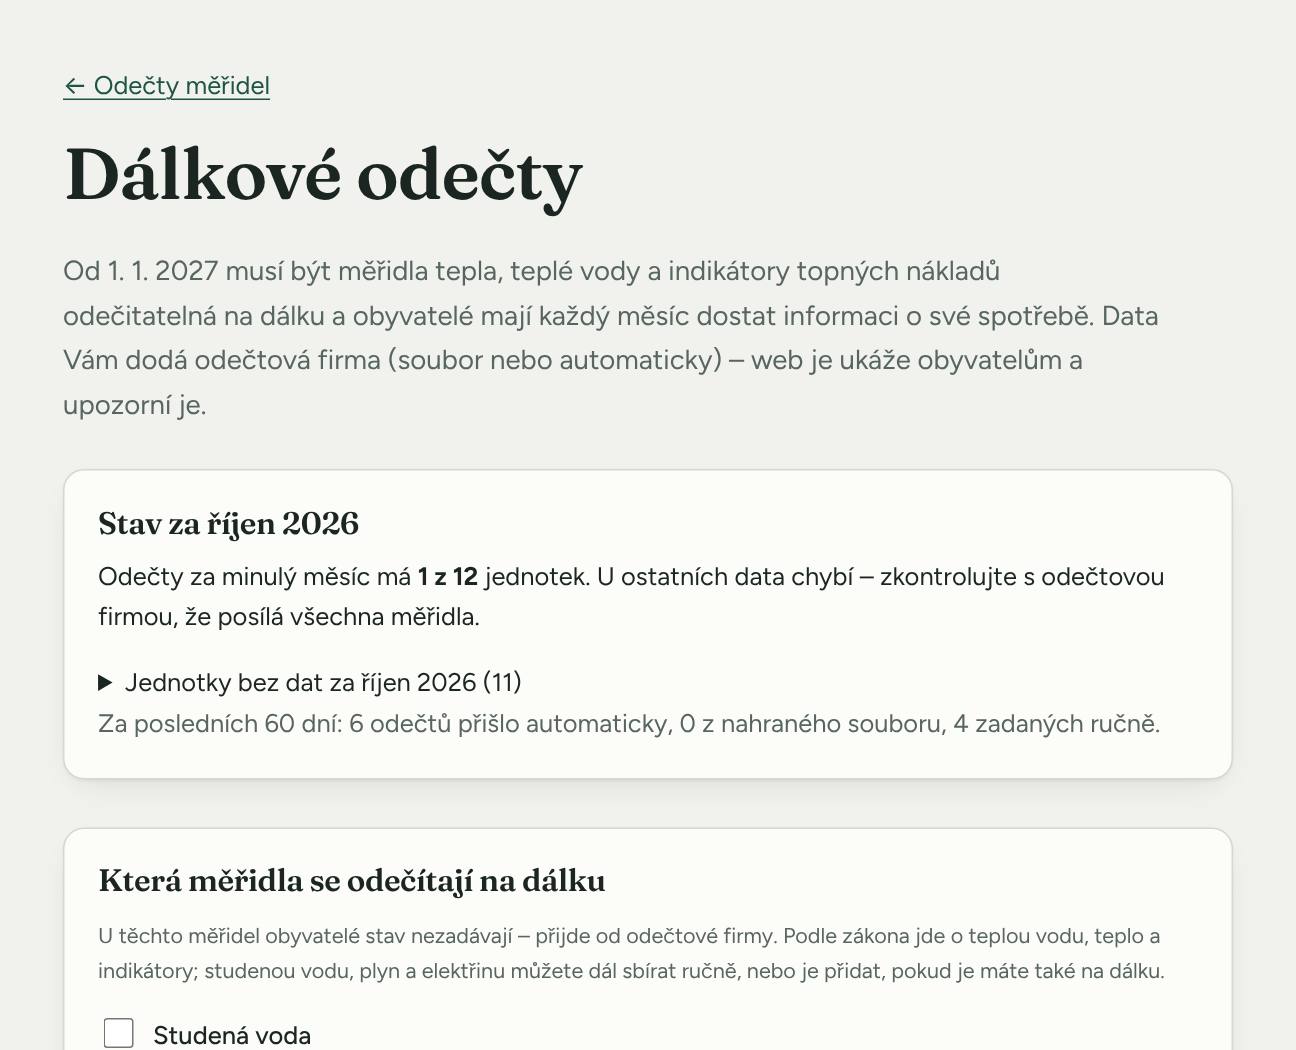 ← Odečty měřidel
Dálkové odečty
Od 1. 1. 2027 musí být měřidla tepla, teplé vody a indikátory topných nákladů
odečitatelná na dálku a obyvatelé mají každý měsíc dostat informaci o své spotřebě. Data
Vám dodá odečtová firma (soubor nebo automaticky) – web je ukáže obyvatelům a
upozorní je.
Stav za říjen 2026
Odečty za minulý měsíc má 1 z 12 jednotek. U ostatních data chybí – zkontrolujte s odečtovou
firmou, že posílá všechna měřidla.
▶ Jednotky bez dat za říjen 2026 (11)
Za posledních 60 dní: 6 odečtů přišlo automaticky, 0 z nahraného souboru, 4 zadaných ručně.
Která měřidla se odečítají na dálku
U těchto měřidel obyvatelé stav nezadávají – přijde od odečtové firmy. Podle zákona jde o teplou vodu, teplo a
indikátory; studenou vodu, plyn a elektřinu můžete dál sbírat ručně, nebo je přidat, pokud je máte také na dálku.
Studená voda